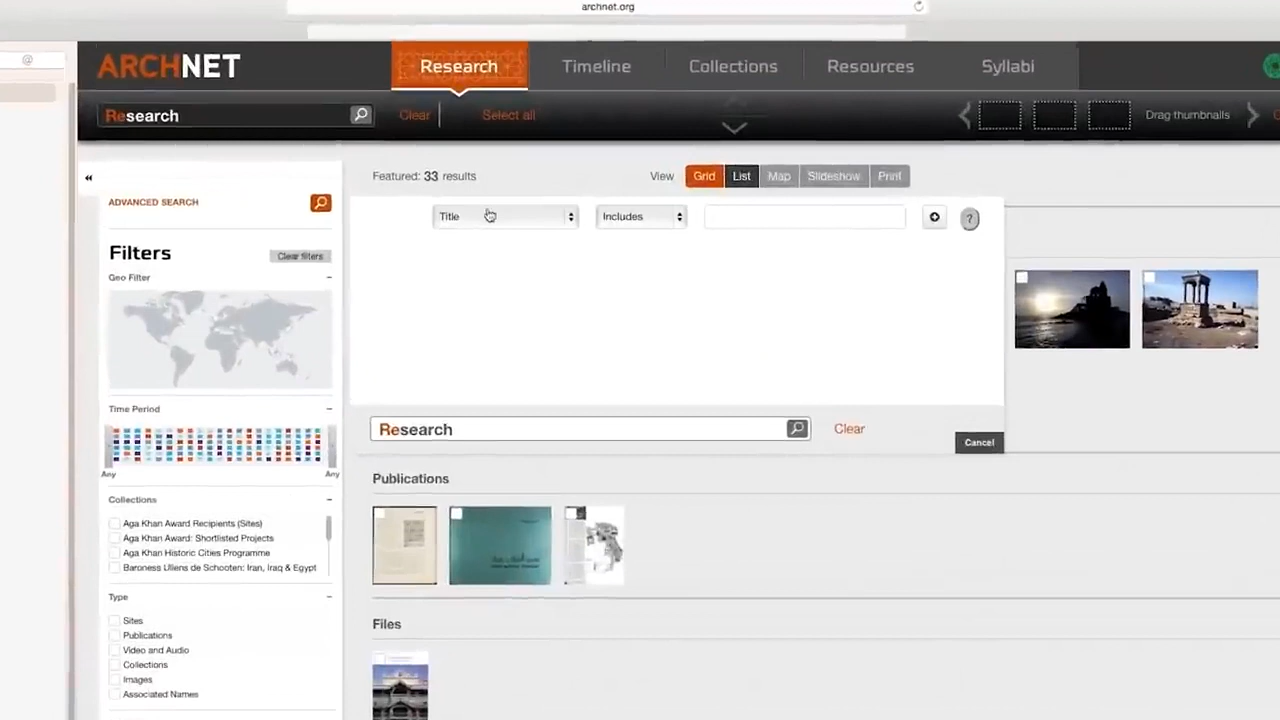 archnet.org
@
ARCHNET
Research
Timeline
Collections
Resources
Syllabi
Research
Clear
Select all
Drag thumbnails
Featured: 33 results
View
Grid
List
Map
Slideshow
Print
ADVANCED SEARCH
Title
Includes
?
Filters
Clear filters
Geo Filter
Time Period
Any
Any
Research
Clear
Cancel
Collections
Aga Khan Award Recipients (Sites)
Aga Khan Award: Shortlisted Projects
Aga Khan Historic Cities Programme
Baroness Ullens de Schooten: Iran, Iraq & Egypt
Publications
Type
Sites
Publications
Video and Audio
Collections
Images
Associated Names
Files